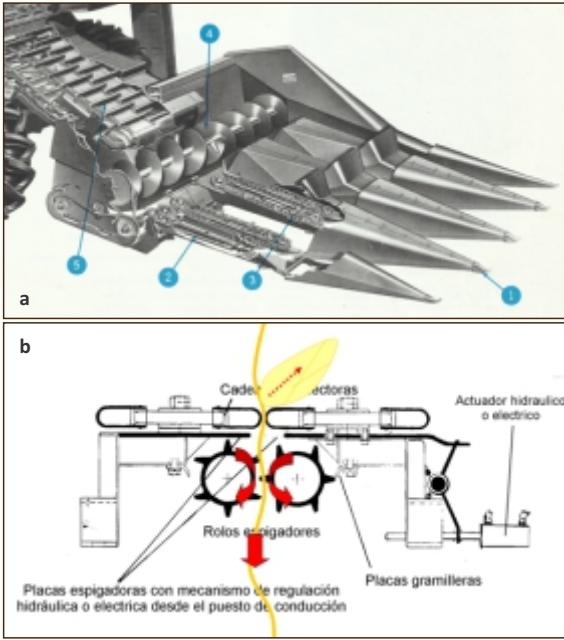 4
5
2
3
1
a
b
Actuador hidraulico
o electrico
Rolos espigadores
Placas espigadoras con mecanismo de regulación
hidráulica o electrica desde el puesto de conducción
Placas gramilleras